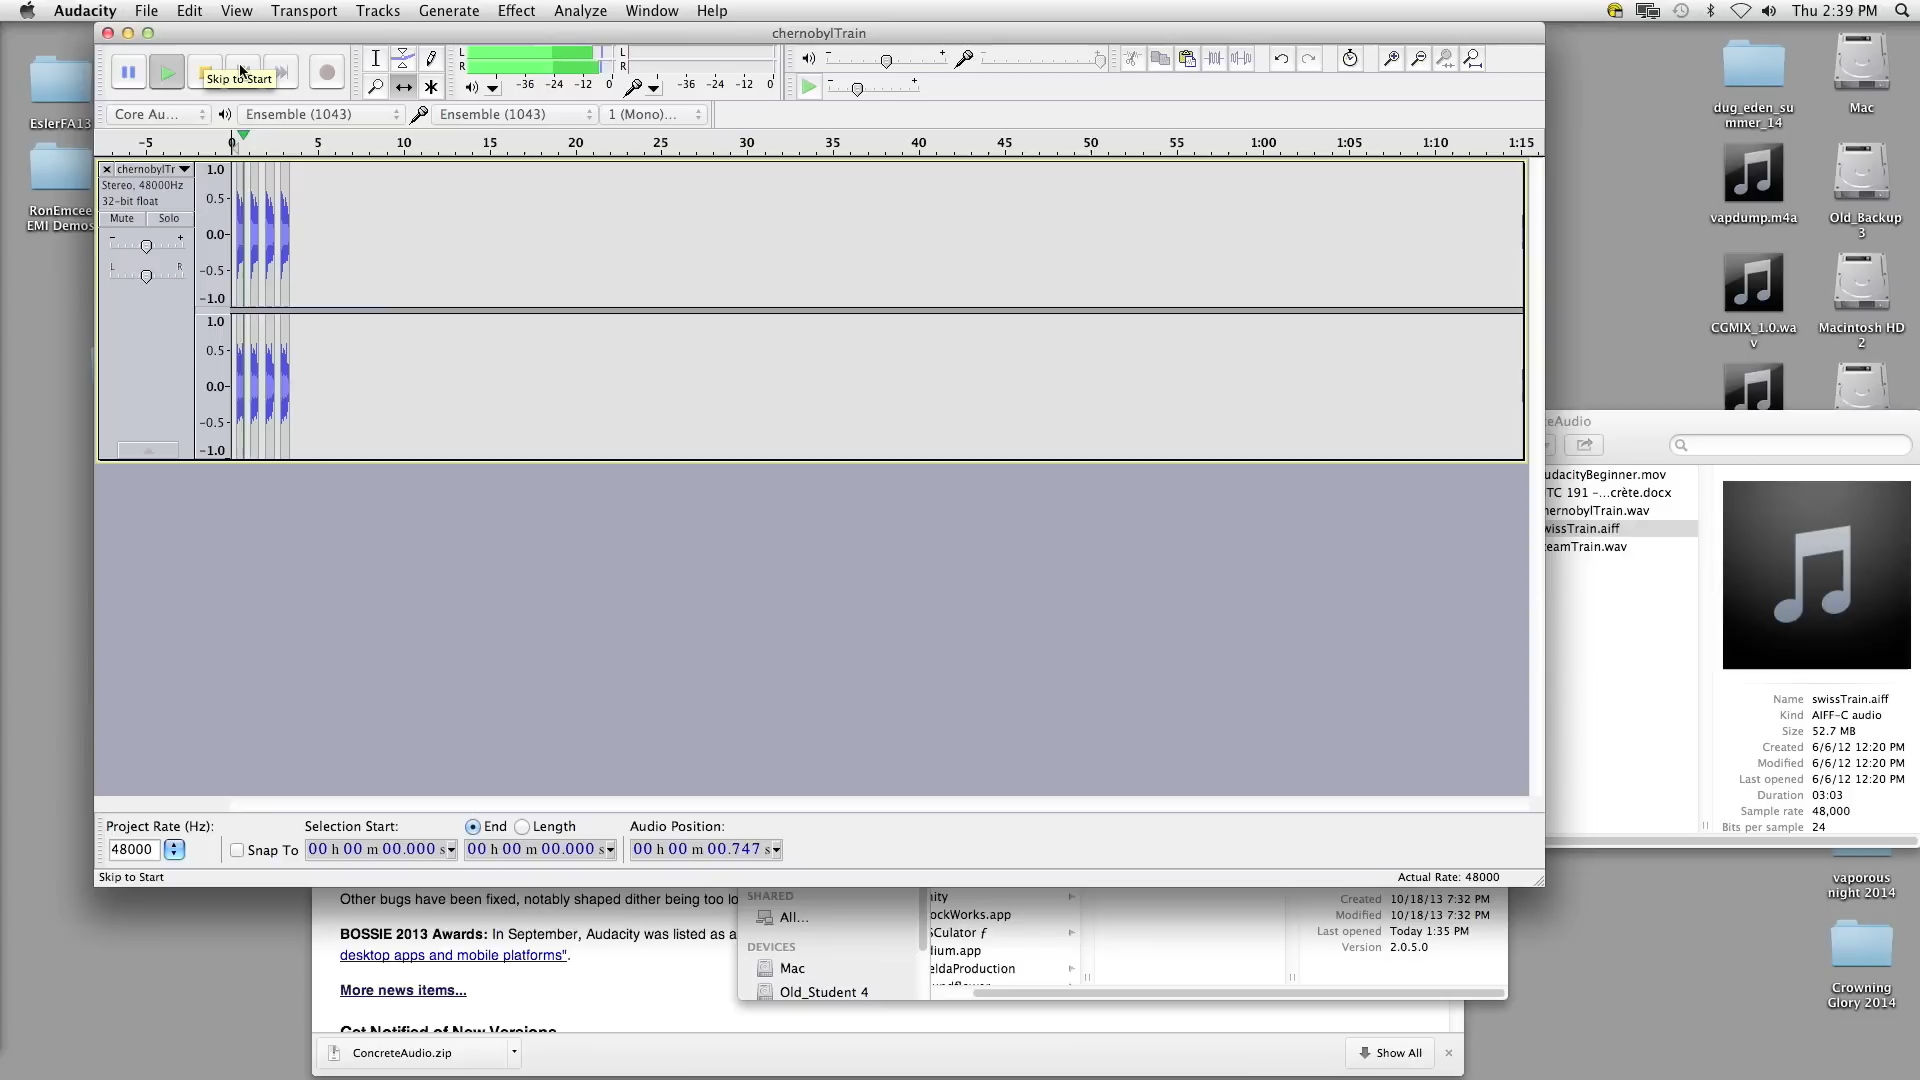 Audacity File Edit View Transport Tracks Generate Effect Analyze Window Help
Thu 2:39 PM
chernobylTrain
Skip to Start
L
R
-36 -24 -12 0
L
R
-36 -24 -12 0
Core Au...
Ensemble (1043)
Ensemble (1043)
1 (Mono)...
-5 0 5 10 15 20 25 30 35 40 45 50 55 1:00 1:05 1:10 1:15
chernobylTr
Stereo, 48000Hz
32-bit float
Mute Solo
- +
L R
1.0
0.5-
0.0-
-0.5-
-1.0
1.0
0.5-
0.0-
-0.5-
-1.0
Project Rate (Hz):
48000
Snap To
Selection Start:
00 h 00 m 00.000 s
End Length
00 h 00 m 00.000 s
Audio Position:
00 h 00 m 00.747 s
Skip to Start
Actual Rate: 48000
EslerFA13
RonEmcee
EMI Demos
dug_eden_su
mmer_14
Mac
vapdump.m4a
Old_Backup
3
CGMIX_1.0.wa
v
Macintosh HD
2
eAudio
udacityBeginner.mov
TC 191 -...crète.docx
hernobylTrain.wav
wissTrain.aiff
eamTrain.wav
Name swissTrain.aiff
Kind AIFF-C audio
Size 52.7 MB
Created 6/6/12 12:20 PM
Modified 6/6/12 12:20 PM
Last opened 6/6/12 12:20 PM
Duration 03:03
Sample rate 48,000
Bits per sample 24
vaporous
night 2014
Crowning
Glory 2014
Other bugs have been fixed, notably shaped dither being too lo
BOSSIE 2013 Awards: In September, Audacity was listed as a
desktop apps and mobile platforms".
More news items...
Get Notified of New Versions
SHARED
All...
DEVICES
Mac
Old_Student 4
nity
ockWorks.app
SCulator ƒ
dium.app
eldaProduction
Created 10/18/13 7:32 PM
Modified 10/18/13 7:32 PM
Last opened Today 1:35 PM
Version 2.0.5.0
ConcreteAudio.zip
Show All